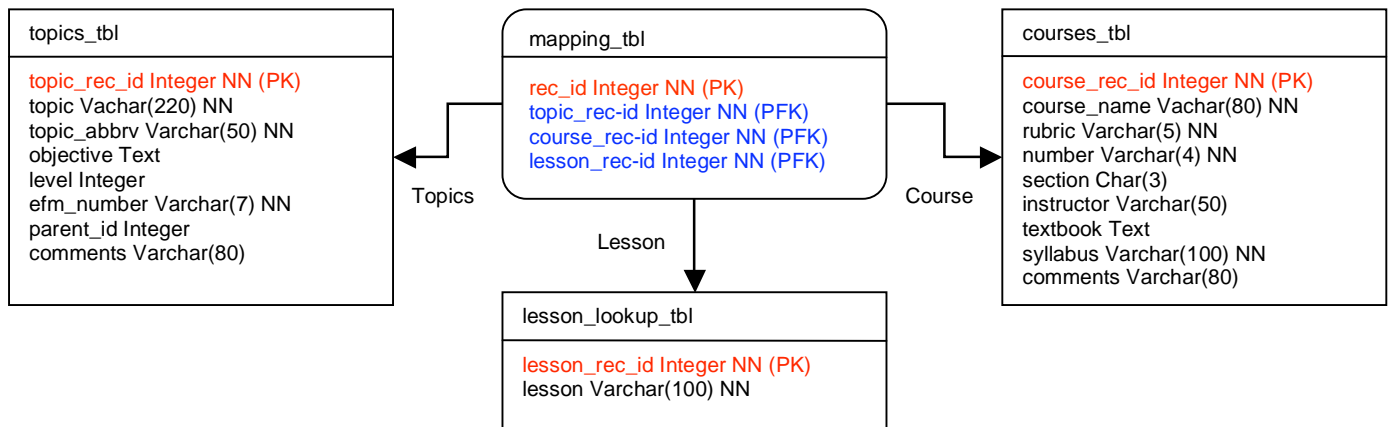 topics_tbl
topic_rec_id Integer NN (PK)
topic Vachar(220) NN
topic_abbrv Varchar(50) NN
objective Text
level Integer
efm_number Varchar(7) NN
parent_id Integer
comments Varchar(80)
Topics
mapping_tbl
rec_id Integer NN (PK)
topic_rec-id Integer NN (PFK)
course_rec-id Integer NN (PFK)
lesson_rec-id Integer NN (PFK)
Lesson
Course
courses_tbl
course_rec_id Integer NN (PK)
course_name Vachar(80) NN
rubric Varchar(5) NN
number Varchar(4) NN
section Char(3)
instructor Varchar(50)
textbook Text
syllabus Varchar(100) NN
comments Varchar(80)
lesson_lookup_tbl
lesson_rec_id Integer NN (PK)
lesson Varchar(100) NN